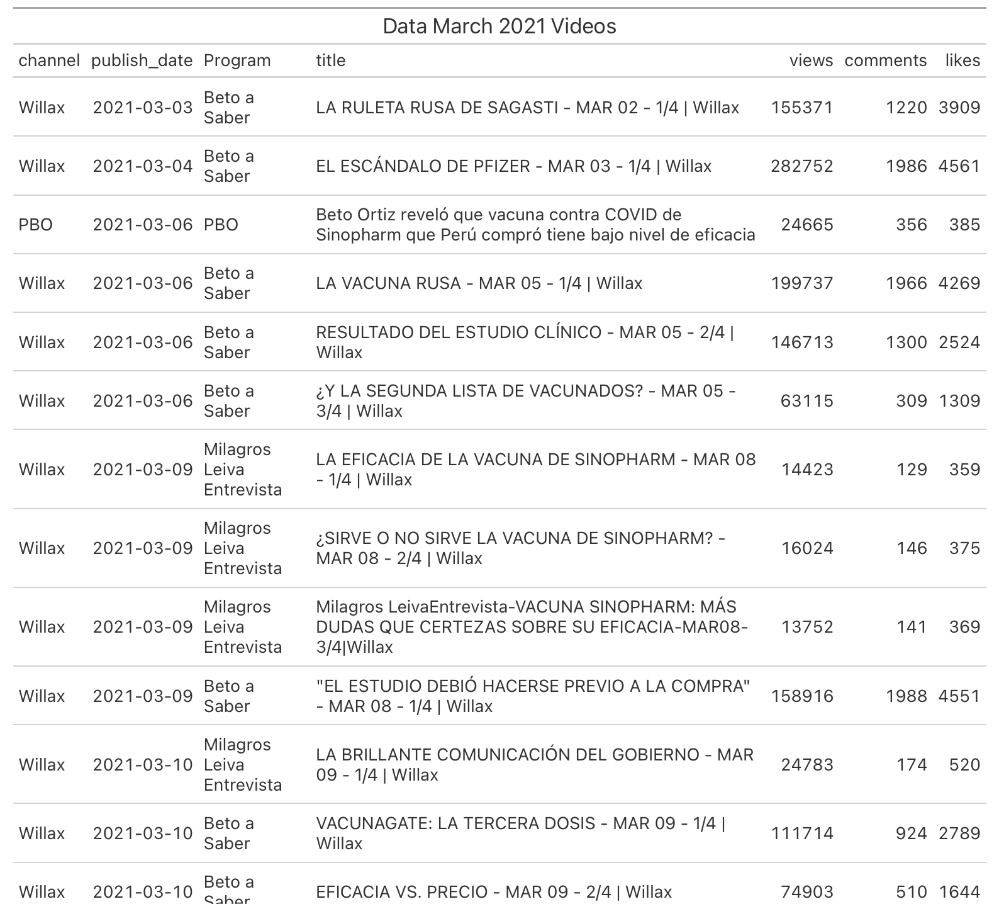 Data March 2021 Videos
channel publish_date Program title views comments likes
Willax 2021-03-03 Beto a Saber LA RULETA RUSA DE SAGASTI - MAR 02 - 1/4 | Willax 155371 1220 3909
Willax 2021-03-04 Beto a Saber EL ESCÁNDALO DE PFIZER - MAR 03 - 1/4 | Willax 282752 1986 4561
PBO 2021-03-06 PBO Beto Ortiz reveló que vacuna contra COVID de Sinopharm que Perú compró tiene bajo nivel de eficacia 24665 356 385
Willax 2021-03-06 Beto a Saber LA VACUNA RUSA - MAR 05 - 1/4 | Willax 199737 1966 4269
Willax 2021-03-06 Beto a Saber RESULTADO DEL ESTUDIO CLÍNICO - MAR 05 - 2/4 | Willax 146713 1300 2524
Willax 2021-03-06 Beto a Saber ¿Y LA SEGUNDA LISTA DE VACUNADOS? - MAR 05 - 3/4 | Willax 63115 309 1309
Willax 2021-03-09 Milagros Leiva Entrevista LA EFICACIA DE LA VACUNA DE SINOPHARM - MAR 08 - 1/4 | Willax 14423 129 359
Willax 2021-03-09 Milagros Leiva Entrevista ¿SIRVE O NO SIRVE LA VACUNA DE SINOPHARM? - MAR 08 - 2/4 | Willax 16024 146 375
Willax 2021-03-09 Milagros Leiva Entrevista Milagros LeivaEntrevista-VACUNA SINOPHARM: MÁS DUDAS QUE CERTEZAS SOBRE SU EFICACIA-MAR08-3/4|Willax 13752 141 369
Willax 2021-03-09 Beto a Saber "EL ESTUDIO DEBIÓ HACERSE PREVIO A LA COMPRA" - MAR 08 - 1/4 | Willax 158916 1988 4551
Willax 2021-03-10 Milagros Leiva Entrevista LA BRILLANTE COMUNICACIÓN DEL GOBIERNO - MAR 09 - 1/4 | Willax 24783 174 520
Willax 2021-03-10 Beto a Saber VACUNAGATE: LA TERCERA DOSIS - MAR 09 - 1/4 | Willax 111714 924 2789
Willax 2021-03-10 Beto a Saber EFICACIA VS. PRECIO - MAR 09 - 2/4 | Willax 74903 510 1644